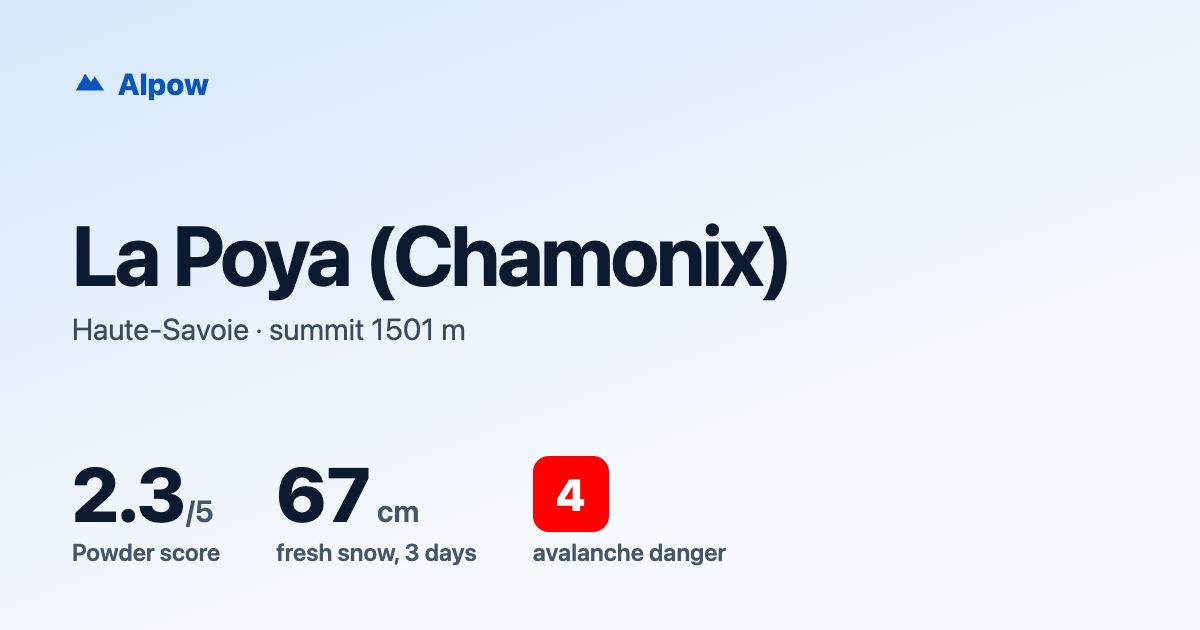 Alpow
La Poya (Chamonix)
Haute-Savoie · summit 1501 m
2.3/5 67 cm 4
Powder score fresh snow, 3 days avalanche danger